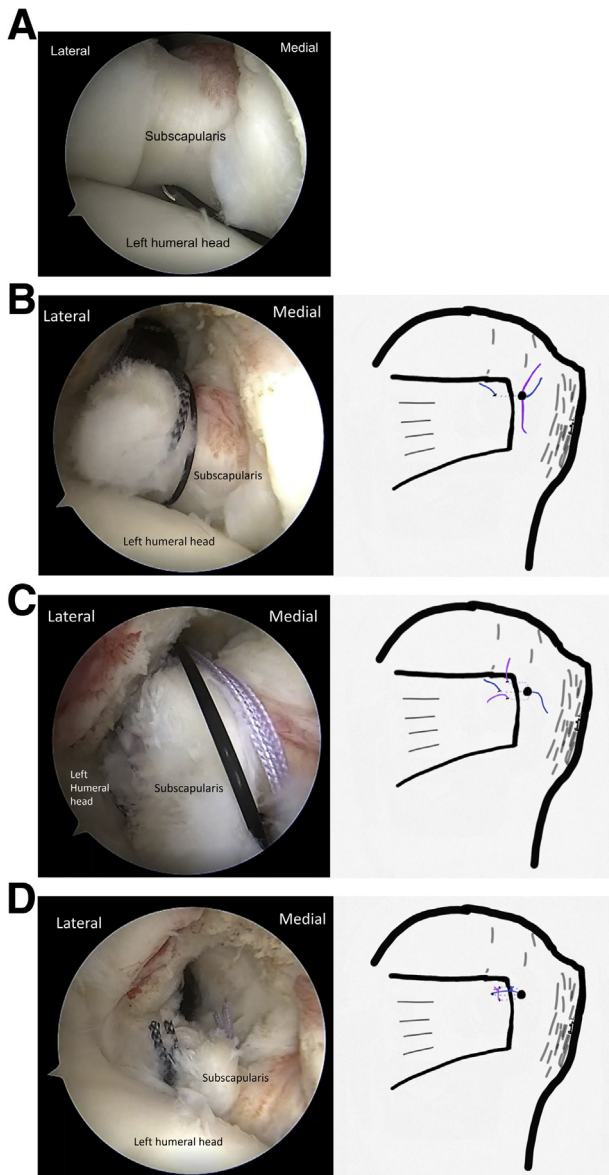 A
Lateral
Medial
Subscapularis
Left humeral head
B
Lateral
Medial
Subscapularis
Left humeral head
C
Lateral
Medial
Left
Humeral
head
Subscapularis
D
Lateral
Medial
Subscapularis
Left humeral head